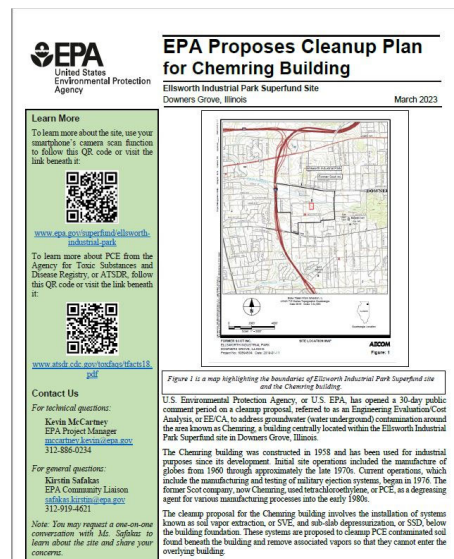 EPA
United States
Environmental Protection
Agency
EPA Proposes Cleanup Plan
for Chemring Building
Ellsworth Industrial Park Superfund Site
Downers Grove, Illinois March 2023
Learn More
To learn more about the site, use your
smartphone's camera scan function
to follow this QR code or visit the
link beneath it:
www.epa.gov/superfund/ellsworth-
industrial-park
To learn more about PCE from the
Agency for Toxic Substances and
Disease Registry, or ATSDR, follow
this QR code or visit the link beneath
it:
www.atsdr.cdc.gov/toxfaqs/tfacts18.
pdf
Contact Us
For technical questions:
Kevin McCartney
EPA Project Manager
mccartney.kevin@epa.gov
312-886-0234
For general questions:
Kirstin Safakas
EPA Community Liaison
safakas.kirstin@epa.gov
312-919-4621
Note: You may request a one-on-one
conversation with Ms. Safakas to
learn about the site and share your
concerns.
SITE LOCATION MAP
AECOM
Figure: 1
Figure 1 is a map highlighting the boundaries of Ellsworth Industrial Park Superfund site
and the Chemring building.
U.S. Environmental Protection Agency, or U.S. EPA, has opened a 30-day public
comment period on a cleanup proposal, referred to as an Engineering Evaluation/Cost
Analysis, or EE/CA, to address groundwater (water underground) contamination around
the area known as Chemring, a building centrally located within the Ellsworth Industrial
Park Superfund site in Downers Grove, Illinois.
The Chemring building was constructed in 1958 and has been used for industrial
purposes since its development. Initial site operations included the manufacture of
globes from 1960 through approximately the late 1970s. Current operations, which
include the manufacturing and testing of military ejection systems, began in 1976. The
former Scot company, now Chemring, used tetrachloroethylene, or PCE, as a degreasing
agent for various manufacturing processes into the early 1980s.
The cleanup proposal for the Chemring building involves the installation of systems
known as soil vapor extraction, or SVE, and sub-slab depressurization, or SSD, below
the building foundation. These systems are proposed to cleanup PCE contaminated soil
found beneath the building and remove associated vapors so that they cannot enter the
overlying building.